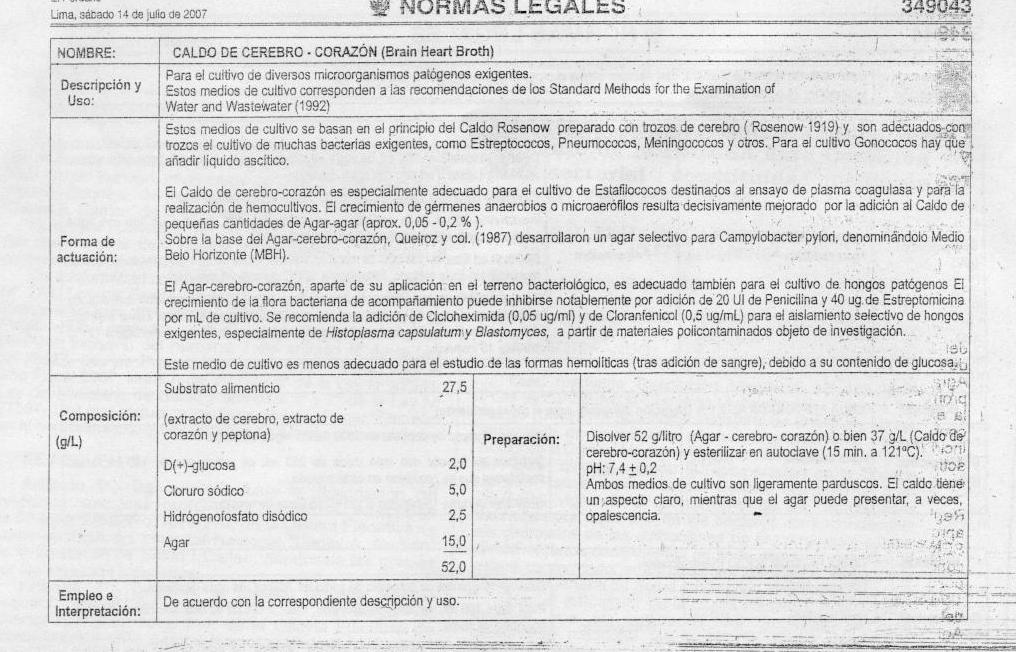 Lima, sábado 14 de julio de 2007
NORMAS LEGALES
349043
NOMBRE: CALDO DE CEREBRO - CORAZÓN (Brain Heart Broth)
Descripción y Uso:
Para el cultivo de diversos microorganismos patógenos exigentes.
Estos medios de cultivo corresponden a las recomendaciones de los Standard Methods for the Examination of
Water and Wastewater (1992)
Forma de actuación:
Estos medios de cultivo se basan en el principio del Caldo Rosenow preparado con trozos de cerebro ( Rosenow 1919) y son adecuados con
trozos el cultivo de muchas bacterias exigentes, como Estreptococos, Pneumococos, Meningococos y otros. Para el cultivo Gonococos hay que
añadir líquido ascítico.
El Caldo de cerebro-corazón es especialmente adecuado para el cultivo de Estafilococos destinados al ensayo de plasma coagulasa y para la
realización de hemocultivos. El crecimiento de gérmenes anaerobios o microaerófilos resulta decisivamente mejorado por la adición al Caldo de
pequeñas cantidades de Agar-agar (aprox. 0,05 - 0,2 % ).
Sobre la base del Agar-cerebro-corazón, Queiroz y col. (1987) desarrollaron un agar selectivo para Campylobacter pylori, denominándolo Medio
Belo Horizonte (MBH).
El Agar-cerebro-corazón, aparte de su aplicación en el terreno bacteriológico, es adecuado también para el cultivo de hongos patógenos El
crecimiento de la flora bacteriana de acompañamiento puede inhibirse notablemente por adición de 20 UI de Penicilina y 40 ug de Estreptomicina
por mL de cultivo. Se recomienda la adición de Cicloheximida (0,05 ug/ml) y de Cloranfenicol (0,5 ug/mL) para el aislamiento selectivo de hongos
exigentes, especialmente de Histoplasma capsulatum y Blastomyces, a partir de materiales policontaminados objeto de investigación.
Este medio de cultivo es menos adecuado para el estudio de las formas hemolíticas (tras adición de sangre), debido a su contenido de glucosa.
Composición:
(g/L)
Substrato alimenticio 27,5
(extracto de cerebro, extracto de
corazón y peptona)
D(+)-glucosa 2,0
Cloruro sódico 5,0
Hidrógenofosfato disódico 2,5
Agar 15,0
52,0
Preparación:
Disolver 52 g/litro (Agar - cerebro- corazón) o bien 37 g/L (Caldo de
cerebro-corazón) y esterilizar en autoclave (15 min. a 121ºC).
pH: 7,4 ± 0,2
Ambos medios de cultivo son ligeramente parduscos. El caldo tiene
un aspecto claro, mientras que el agar puede presentar, a veces,
opalescencia.
Empleo e
Interpretación:
De acuerdo con la correspondiente descripción y uso.